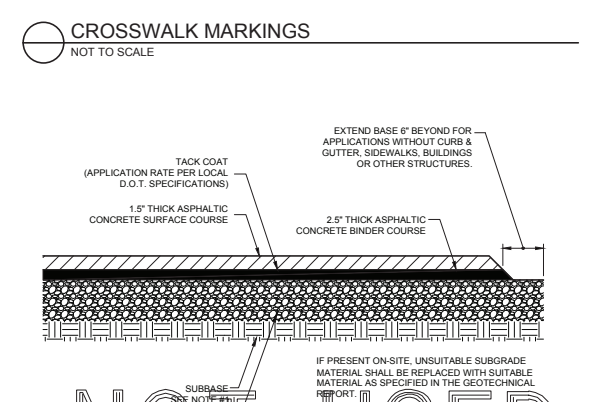 CROSSWALK MARKINGS
NOT TO SCALE
EXTEND BASE 6" BEYOND FOR
APPLICATIONS WITHOUT CURB &
GUTTER, SIDEWALKS, BUILDINGS
OR OTHER STRUCTURES.
TACK COAT
(APPLICATION RATE PER LOCAL
D.O.T. SPECIFICATIONS)
1.5" THICK ASPHALTIC
CONCRETE SURFACE COURSE
2.5" THICK ASPHALTIC
CONCRETE BINDER COURSE
IF PRESENT ON-SITE, UNSUITABLE SUBGRADE
MATERIAL SHALL BE REPLACED WITH SUITABLE
MATERIAL AS SPECIFIED IN THE GEOTECHNICAL
REPORT.
SUBBASE
SEE NOTE #1